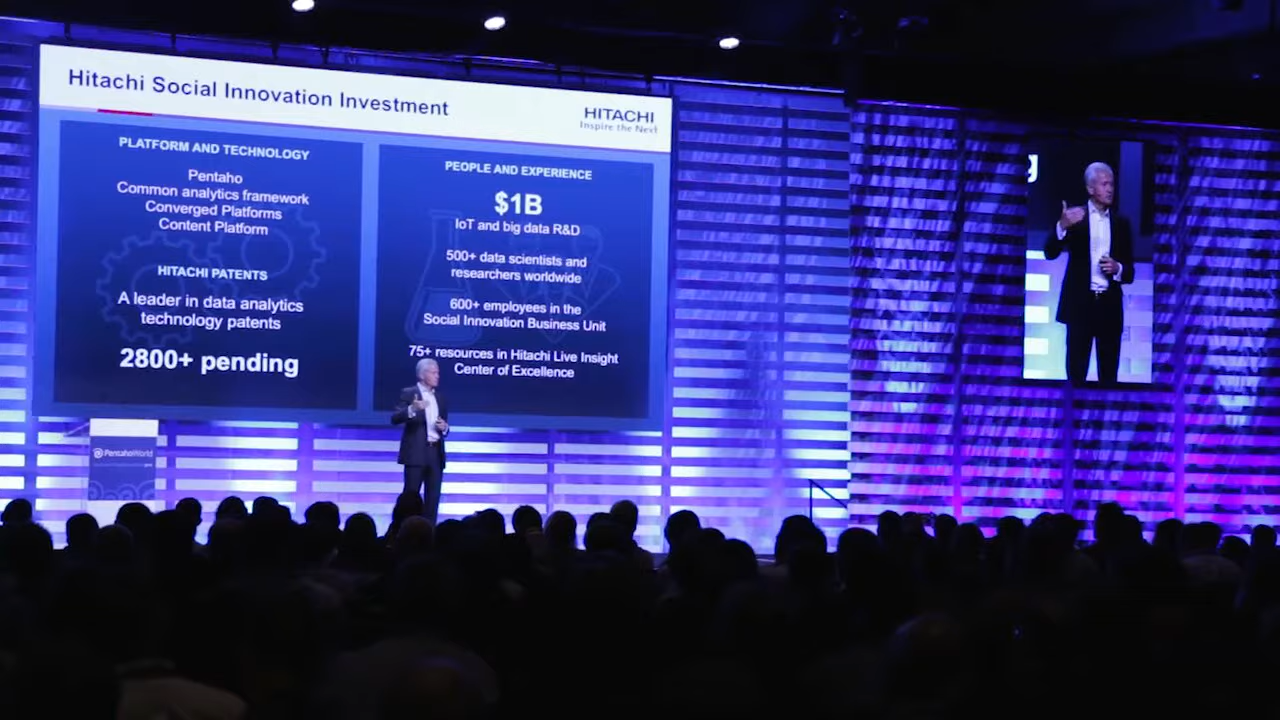 Hitachi Social Innovation Investment
HITACHI
Inspire the Next
PLATFORM AND TECHNOLOGY
Pentaho
Common analytics framework
Converged Platforms
Content Platform
HITACHI PATENTS
A leader in data analytics
technology patents
2800+ pending
PEOPLE AND EXPERIENCE
$1B
IoT and big data R&D
500+ data scientists and
researchers worldwide
600+ employees in the
Social Innovation Business Unit
75+ resources in Hitachi Live Insight
Center of Excellence
PentahoWorld
g